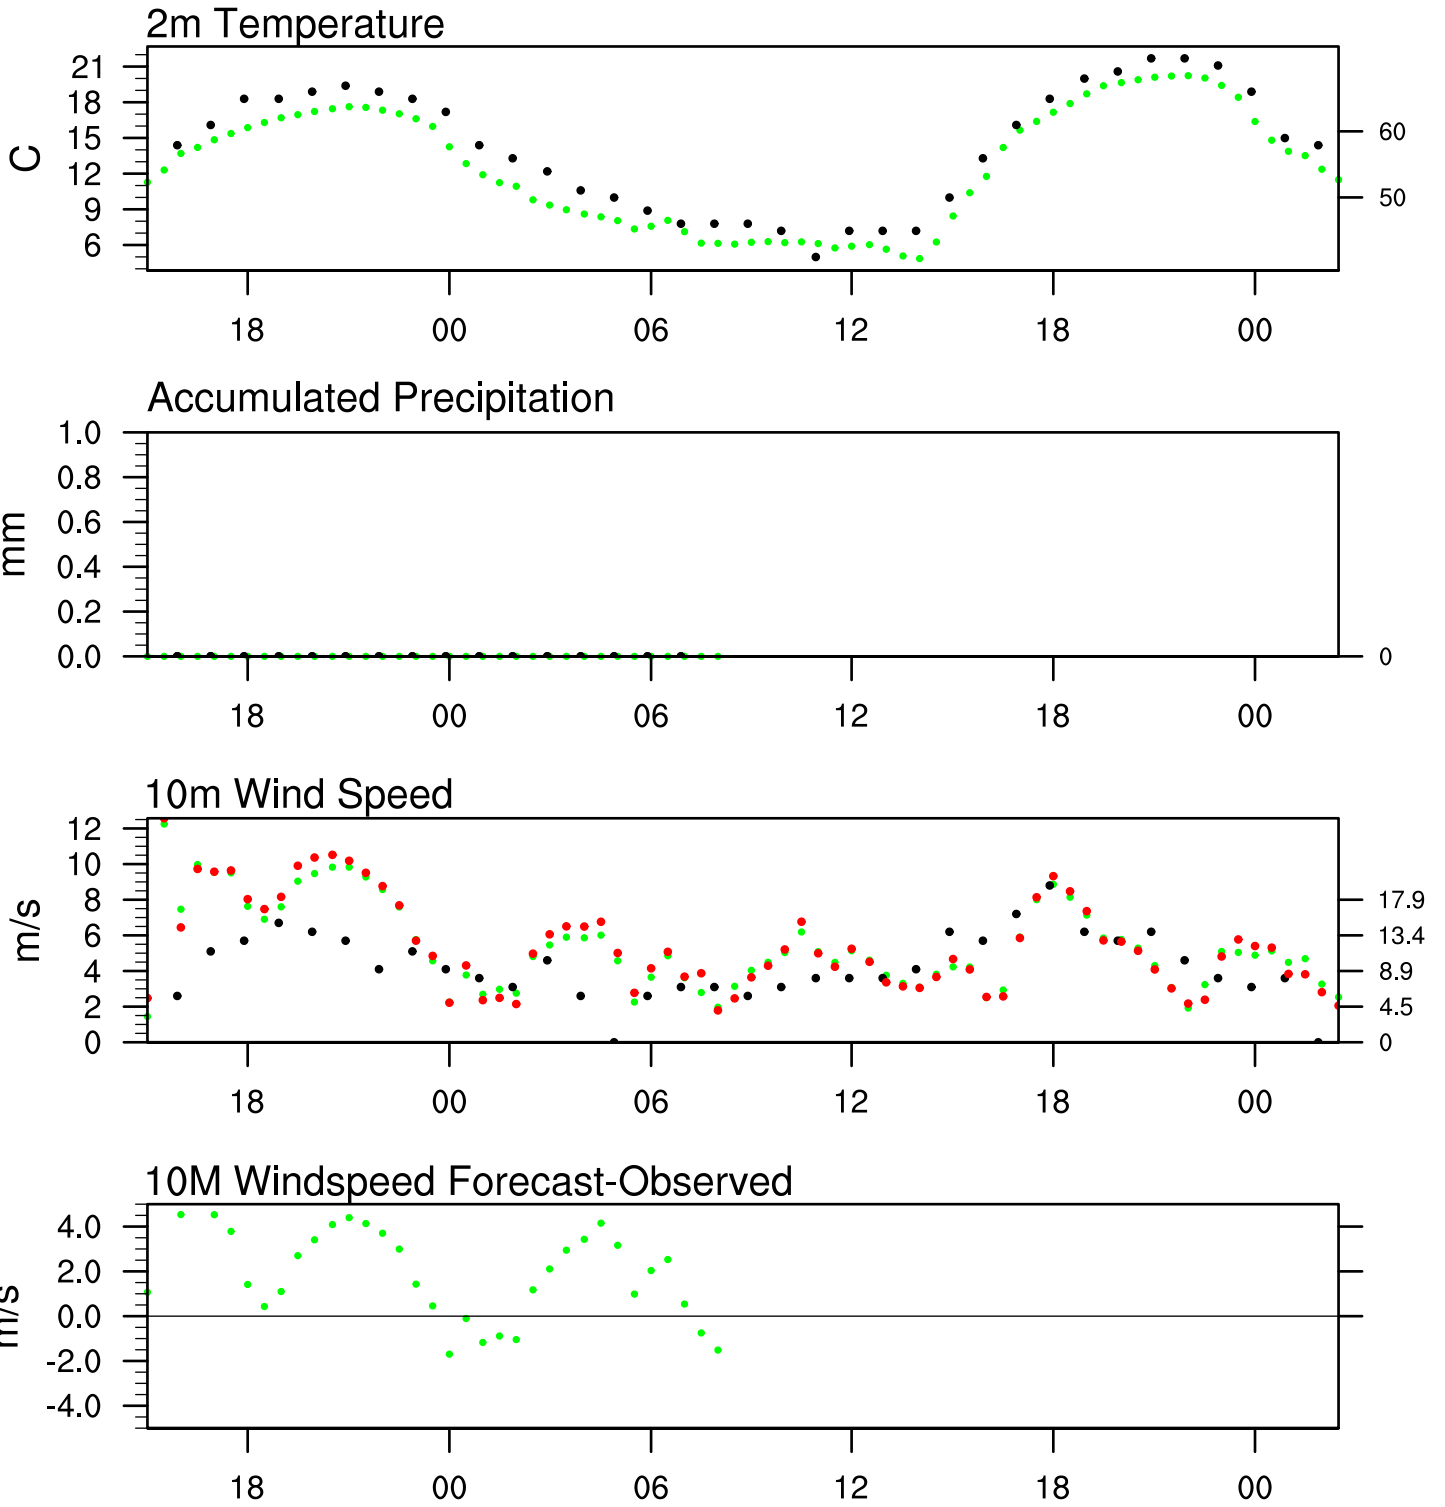 2m Temperature
21
18
15
12
9
6
C
60
50
18 00 06 12 18 00
Accumulated Precipitation
1.0
0.8
0.6
0.4
0.2
0.0
mm
0
18 00 06 12 18 00
10m Wind Speed
12
10
8
6
4
2
0
m/s
17.9
13.4
8.9
4.5
0
18 00 06 12 18 00
10M Windspeed Forecast-Observed
4.0
2.0
0.0
-2.0
-4.0
m/s
18 00 06 12 18 00